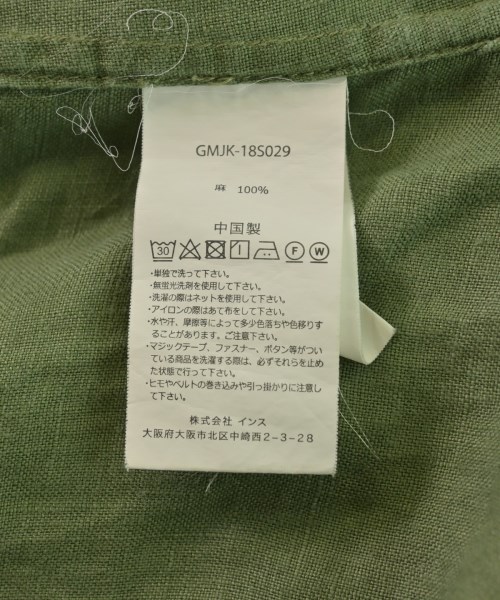 GMJK-18S029
麻 100%
中国製
30 F W
・単独で洗って下さい。
・無蛍光洗剤を使用して下さい。
・洗濯の際はネットを使用して下さい。
・アイロンの際はあて布をして下さい。
・水や汗、摩擦等によって多少色落ちや色移りす
ることがあります。ご注意下さい。
・マジックテープ、ファスナー、ボタン等がつい
ている商品を洗濯する際は、必ずそれらを止め
た状態で行って下さい。
・ヒモやベルトの巻き込みや引っ掛かりに注意し
て下さい。
株式会社 インス
大阪府大阪市北区中崎西2-3-28